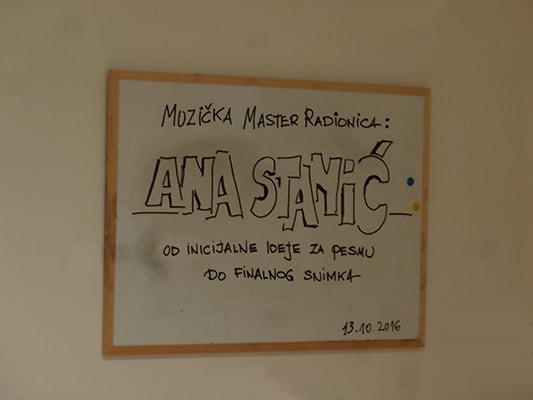 MUZIČKA MASTER RADIONICA:
ANA STANIĆ
OD INICIJALNE IDEJE ZA PESMU
DO FINALNOG SNIMKA
13.10.2016